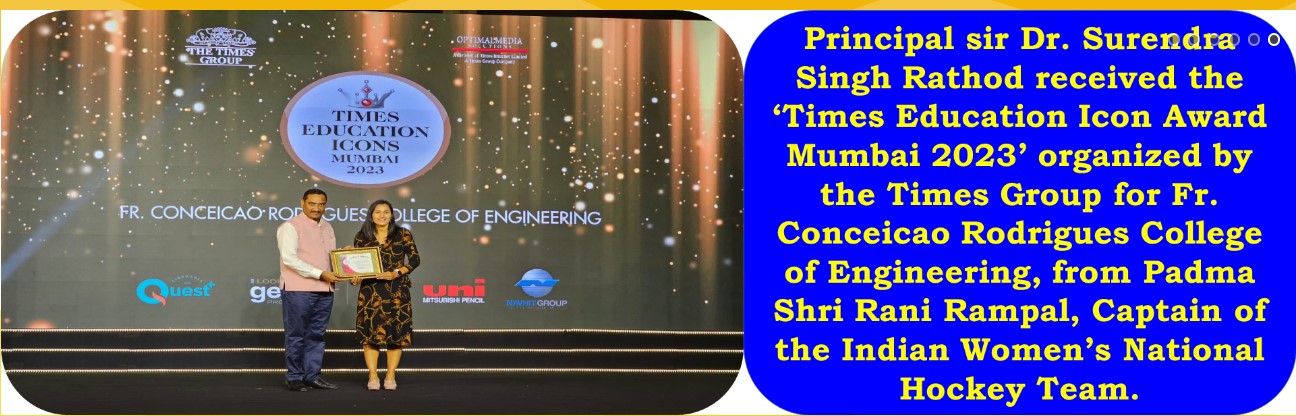 THE TIMES
GROUP
OPTIMAL MEDIA
SOLUTIONS
TIMES
EDUCATION
ICONS
MUMBAI
2023
FR. CONCEICAO RODRIGUES COLLEGE OF ENGINEERING
Quest+
uni
MITSUBISHI PENCIL
NAVNIT GROUP
Principal sir Dr. Surendra
Singh Rathod received the
‘Times Education Icon Award
Mumbai 2023’ organized by
the Times Group for Fr.
Conceicao Rodrigues College
of Engineering, from Padma
Shri Rani Rampal, Captain of
the Indian Women’s National
Hockey Team.